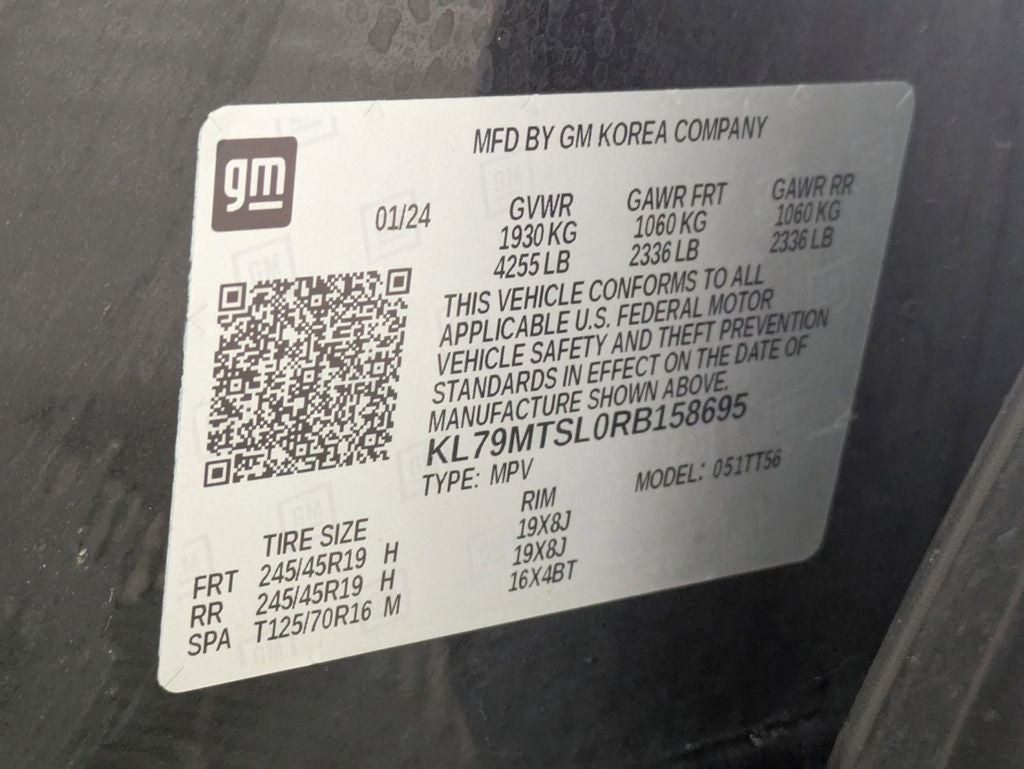 gm
MFD BY GM KOREA COMPANY
01/24
GVWR
1930 KG
4255 LB
GAWR FRT
1060 KG
2336 LB
GAWR RR
1060 KG
2336 LB
THIS VEHICLE CONFORMS TO ALL
APPLICABLE U.S. FEDERAL MOTOR
VEHICLE SAFETY AND THEFT PREVENTION
STANDARDS IN EFFECT ON THE DATE OF
MANUFACTURE SHOWN ABOVE.
KL79MTSL0RB158695
TYPE: MPV MODEL: 051TT56
TIRE SIZE RIM
FRT 245/45R19 H 19X8J
RR 245/45R19 H 19X8J
SPA T125/70R16 M 16X4BT